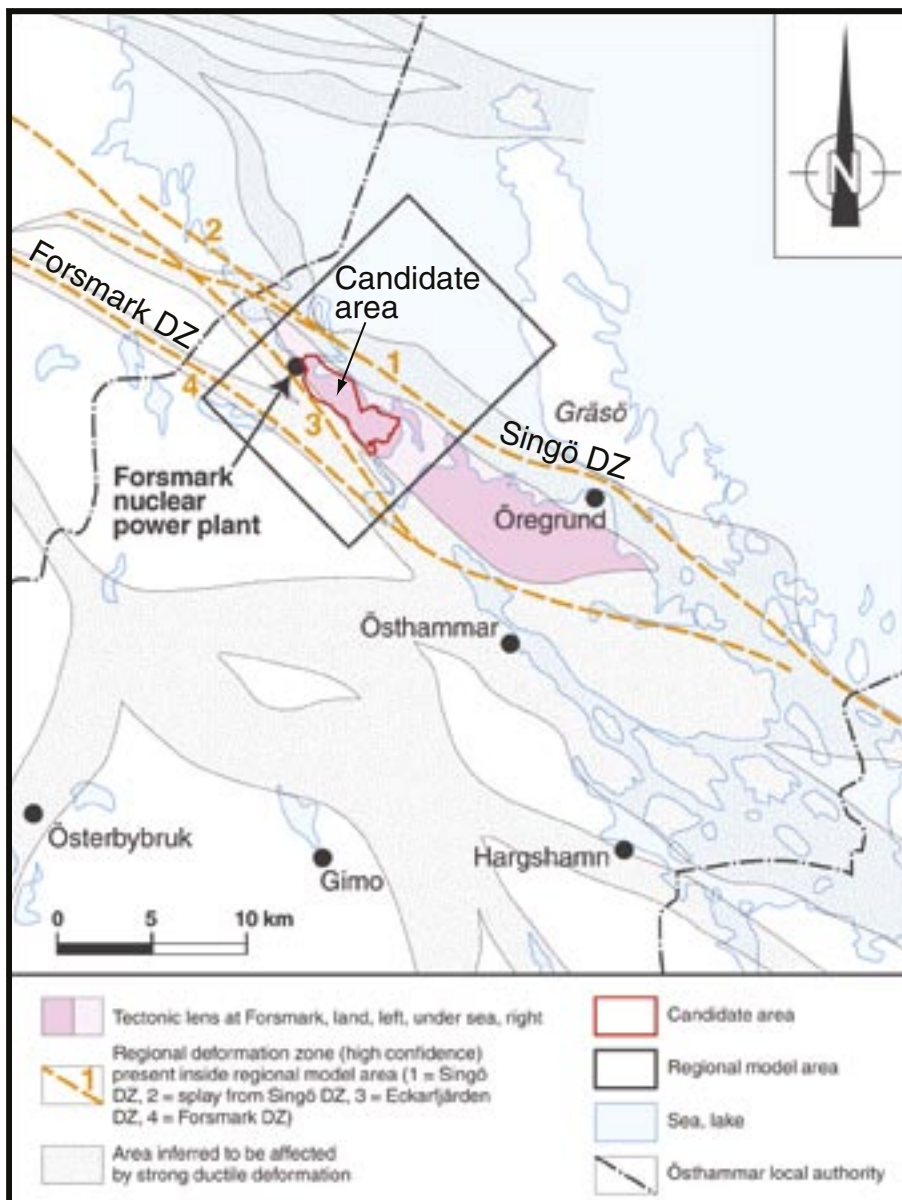 N
2
Forsmark DZ
Candidate
area
1
4
3
Gräsö
Singö DZ
Forsmark
nuclear
power plant
Öregrund
Östhammar
Österbybruk
Gimo
Hargshamn
0 5 10 km
Tectonic lens at Forsmark, land, left, under sea, right
1
Regional deformation zone (high confidence)
present inside regional model area (1 = Singö
DZ, 2 = splay from Singö DZ, 3 = Eckarfjärden
DZ, 4 = Forsmark DZ)
Area inferred to be affected
by strong ductile deformation
Candidate area
Regional model area
Sea, lake
Östhammar local authority